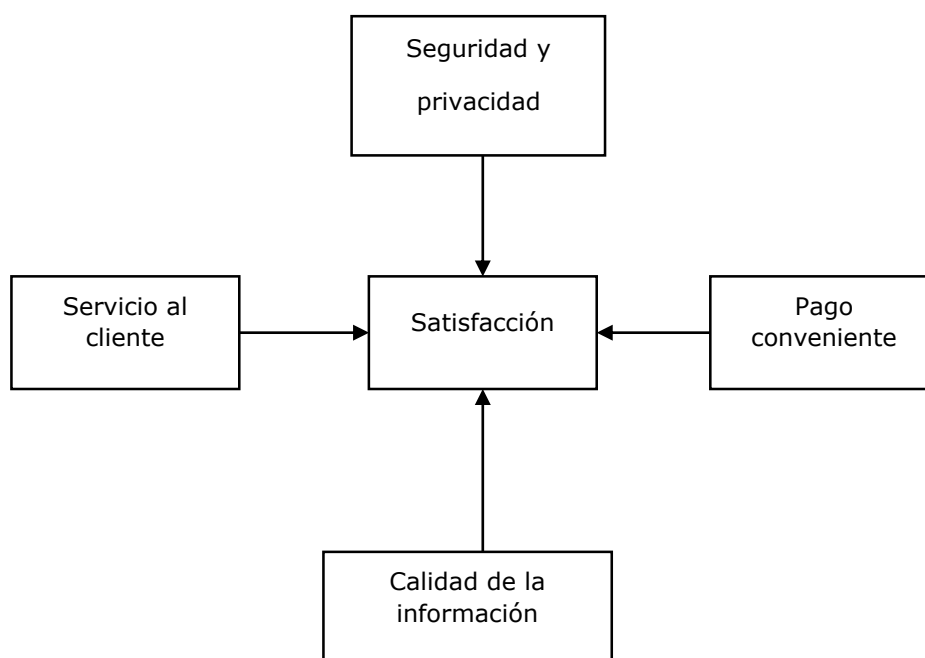 Seguridad y
privacidad
Servicio al
cliente
Satisfacción
Pago
conveniente
Calidad de la
información